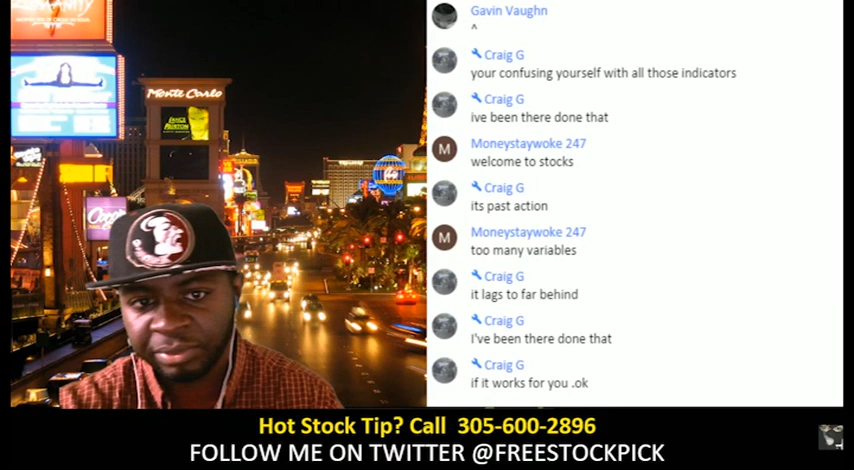 HUMANITY
Monte Carlo
LANCE
BURTON
Gavin Vaughn
^
Craig G
your confusing yourself with all those indicators
Craig G
ive been there done that
M
Moneystaywoke 247
welcome to stocks
Craig G
its past action
M
Moneystaywoke 247
too many variables
Craig G
it lags to far behind
Craig G
I've been there done that
Craig G
if it works for you .ok
Hot Stock Tip? Call 305-600-2896
FOLLOW ME ON TWITTER @FREESTOCKPICK